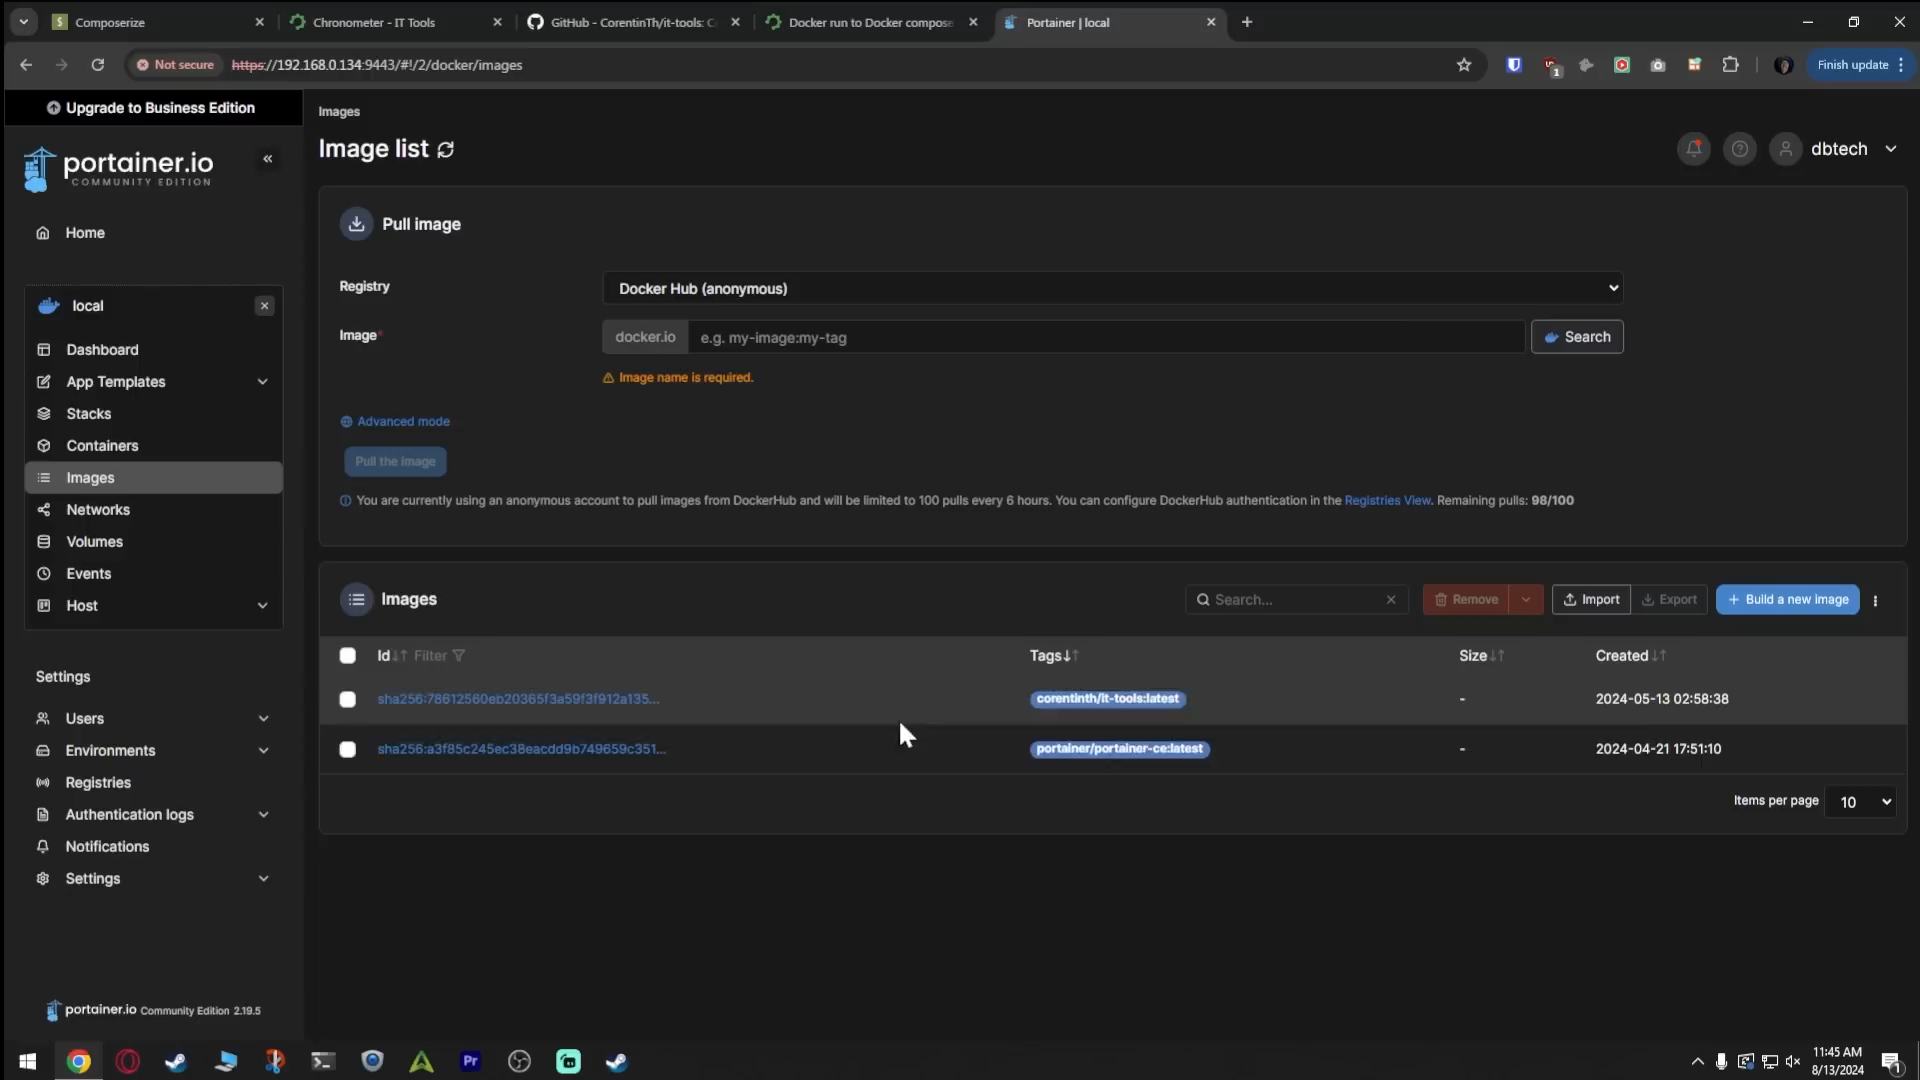 Composerize
Chronometer - IT Tools
GitHub - CorentinTh/it-tools: C
Docker run to Docker compose
Portainer | local
Not secure
https://192.168.0.134:9443/#!/2/docker/images
1
Finish update
Upgrade to Business Edition
portainer.io
COMMUNITY EDITION
Home
local
Dashboard
App Templates
Stacks
Containers
Images
Networks
Volumes
Events
Host
Settings
Users
Environments
Registries
Authentication logs
Notifications
Settings
portainer.io Community Edition 2.19.5
Images
Image list
dbtech
Pull image
Registry
Docker Hub (anonymous)
Image*
docker.io
e.g. my-image:my-tag
Search
Image name is required.
Advanced mode
Pull the image
You are currently using an anonymous account to pull images from DockerHub and will be limited to 100 pulls every 6 hours. You can configure DockerHub authentication in the Registries View. Remaining pulls: 98/100
Images
Search...
Remove
Import
Export
+ Build a new image
Id Filter
Tags
Size
Created
sha256:78612560eb20365f3a59f3f912a135...
corentinth/it-tools:latest
-
2024-05-13 02:58:38
sha256:a3f85c245ec38eacdd9b749659c351...
portainer/portainer-ce:latest
-
2024-04-21 17:51:10
Items per page
10
Pr
11:45 AM
8/13/2024
1